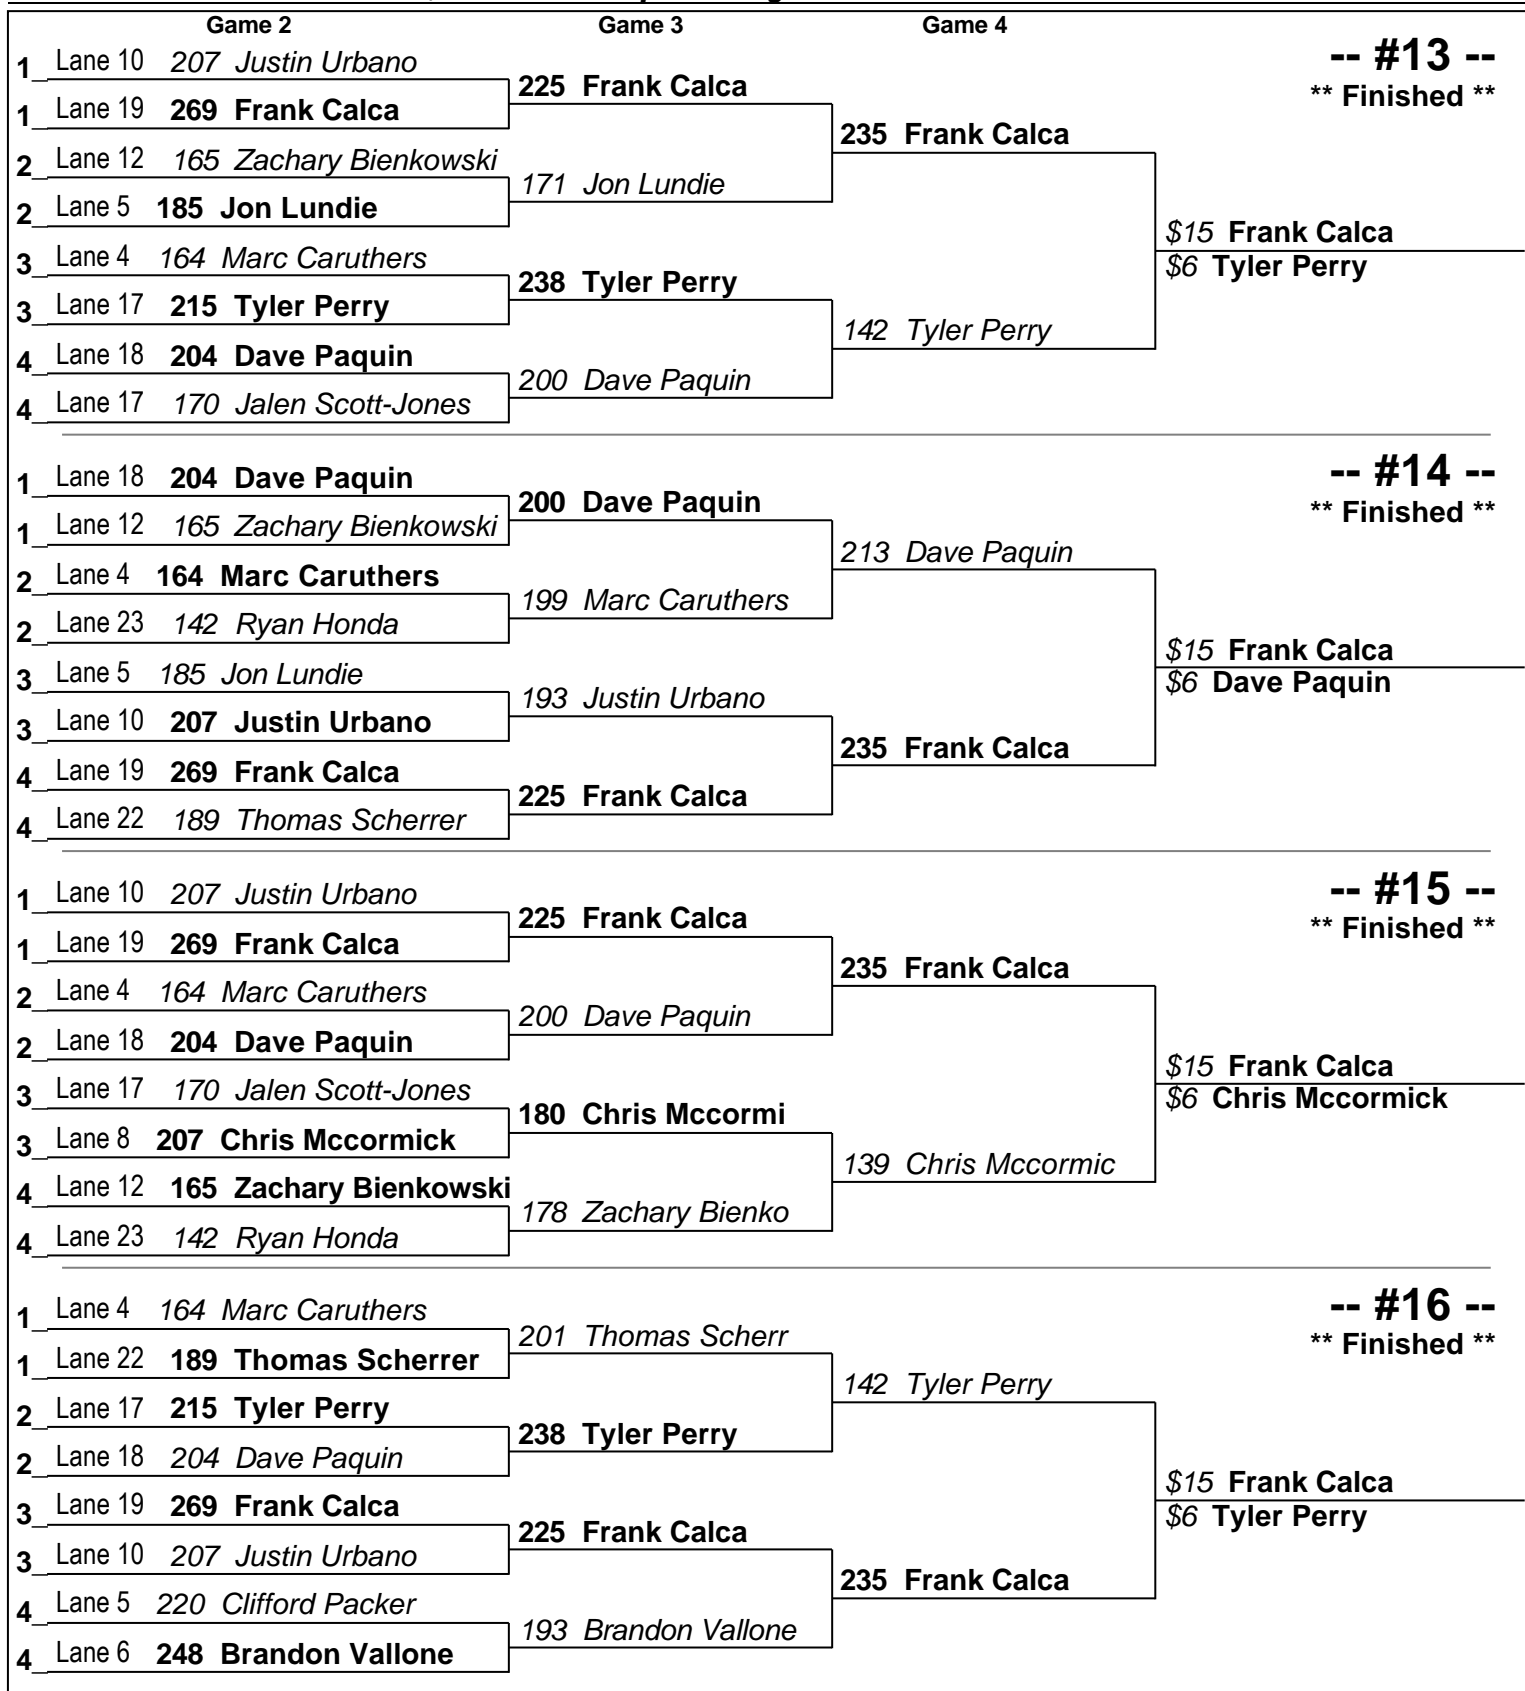 Game 2 Game 3 Game 4
-- #13 --
** Finished **
1 Lane 10 207 Justin Urbano
225 Frank Calca
1 Lane 19 269 Frank Calca
235 Frank Calca
2 Lane 12 165 Zachary Bienkowski
171 Jon Lundie
2 Lane 5 185 Jon Lundie
$15 Frank Calca
$6 Tyler Perry
3 Lane 4 164 Marc Caruthers
238 Tyler Perry
3 Lane 17 215 Tyler Perry
142 Tyler Perry
4 Lane 18 204 Dave Paquin
200 Dave Paquin
4 Lane 17 170 Jalen Scott-Jones
-- #14 --
** Finished **
1 Lane 18 204 Dave Paquin
200 Dave Paquin
1 Lane 12 165 Zachary Bienkowski
213 Dave Paquin
2 Lane 4 164 Marc Caruthers
199 Marc Caruthers
2 Lane 23 142 Ryan Honda
$15 Frank Calca
$6 Dave Paquin
3 Lane 5 185 Jon Lundie
193 Justin Urbano
3 Lane 10 207 Justin Urbano
235 Frank Calca
4 Lane 19 269 Frank Calca
225 Frank Calca
4 Lane 22 189 Thomas Scherrer
-- #15 --
** Finished **
1 Lane 10 207 Justin Urbano
225 Frank Calca
1 Lane 19 269 Frank Calca
235 Frank Calca
2 Lane 4 164 Marc Caruthers
200 Dave Paquin
2 Lane 18 204 Dave Paquin
$15 Frank Calca
$6 Chris Mccormick
3 Lane 17 170 Jalen Scott-Jones
180 Chris Mccormi
3 Lane 8 207 Chris Mccormick
139 Chris Mccormic
4 Lane 12 165 Zachary Bienkowski
178 Zachary Bienko
4 Lane 23 142 Ryan Honda
-- #16 --
** Finished **
1 Lane 4 164 Marc Caruthers
201 Thomas Scherr
1 Lane 22 189 Thomas Scherrer
142 Tyler Perry
2 Lane 17 215 Tyler Perry
238 Tyler Perry
2 Lane 18 204 Dave Paquin
$15 Frank Calca
$6 Tyler Perry
3 Lane 19 269 Frank Calca
225 Frank Calca
3 Lane 10 207 Justin Urbano
235 Frank Calca
4 Lane 5 220 Clifford Packer
193 Brandon Vallone
4 Lane 6 248 Brandon Vallone